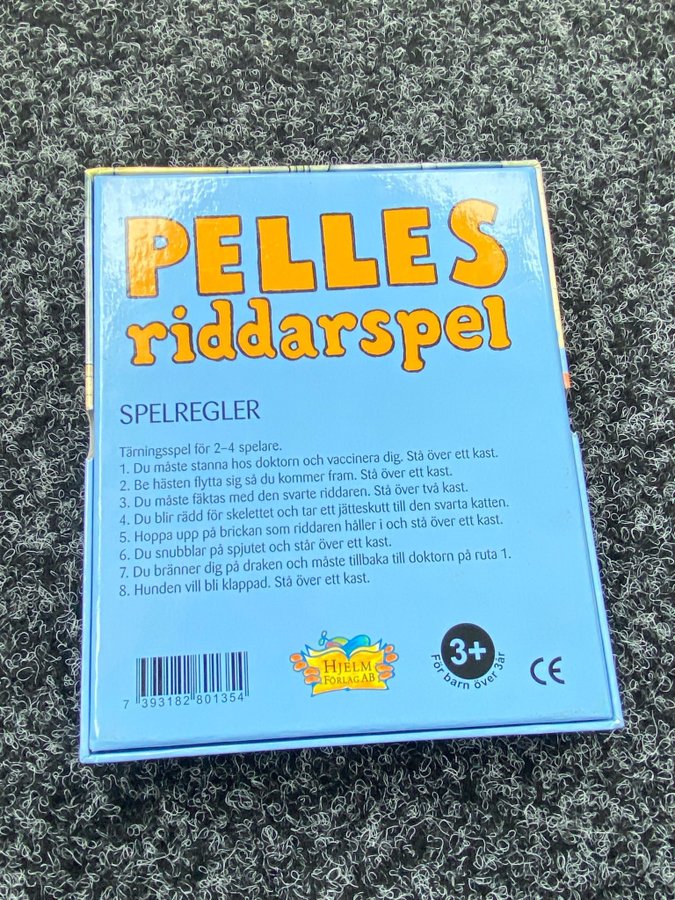 PELLES
riddarspel
SPELREGLER
Tärningsspel för 2–4 spelare.
1. Du måste stanna hos doktorn och vaccinera dig. Stå över ett kast.
2. Be hästen flytta sig så du kommer fram. Stå över ett kast.
3. Du måste fäktas med den svarte riddaren. Stå över två kast.
4. Du blir rädd för skelettet och tar ett jätteskutt till den svarta katten.
5. Hoppa upp på brickan som riddaren håller i och stå över ett kast.
6. Du snubblar på spjutet och står över ett kast.
7. Du bränner dig på draken och måste tillbaka till doktorn på ruta 1.
8. Hunden vill bli klappad. Stå över ett kast.
7 393182 801354
HJELM
FÖRLAG AB
3+
För barn över 3år
CE